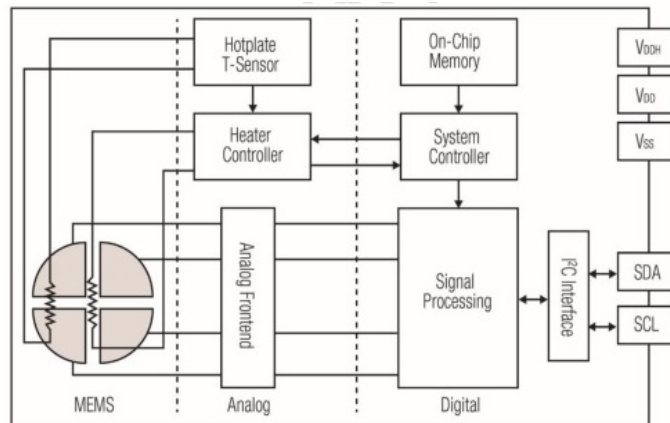 Hotplate
T-Sensor
On-Chip
Memory
VDDH
VDD
VSS
Heater
Controller
System
Controller
Analog Frontend
Signal
Processing
I²C Interface
SDA
SCL
MEMS
Analog
Digital